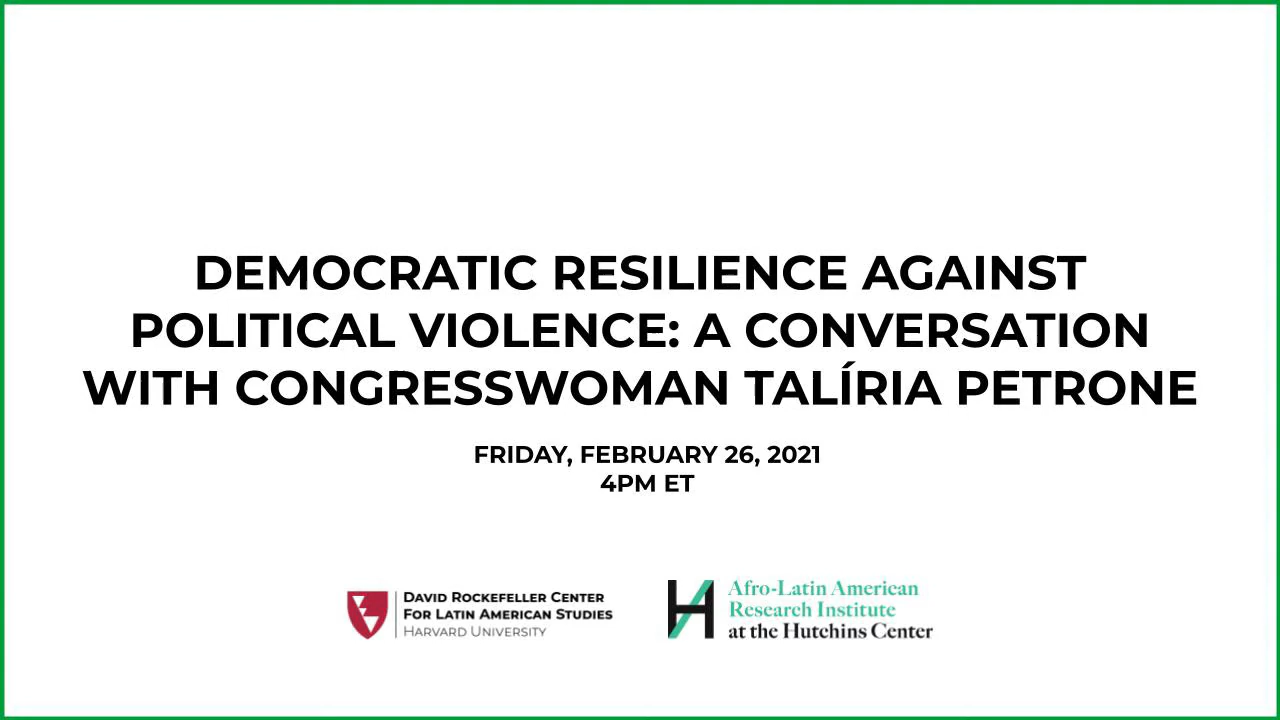 DEMOCRATIC RESILIENCE AGAINST
POLITICAL VIOLENCE: A CONVERSATION
WITH CONGRESSWOMAN TALÍRIA PETRONE
FRIDAY, FEBRUARY 26, 2021
4PM ET
DAVID ROCKEFELLER CENTER
FOR LATIN AMERICAN STUDIES
HARVARD UNIVERSITY
Afro-Latin American
Research Institute
at the Hutchins Center